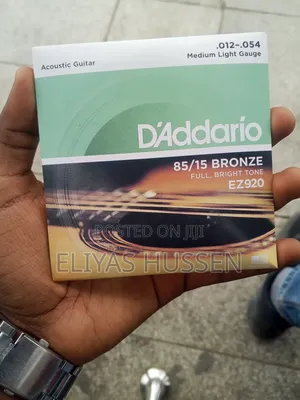 Acoustic Guitar
.012–.054
Medium Light Gauge
D'Addario
85/15 BRONZE
FULL, BRIGHT TONE
EZ920
POSTED ON JIJI
ELIYAS HUSSEN